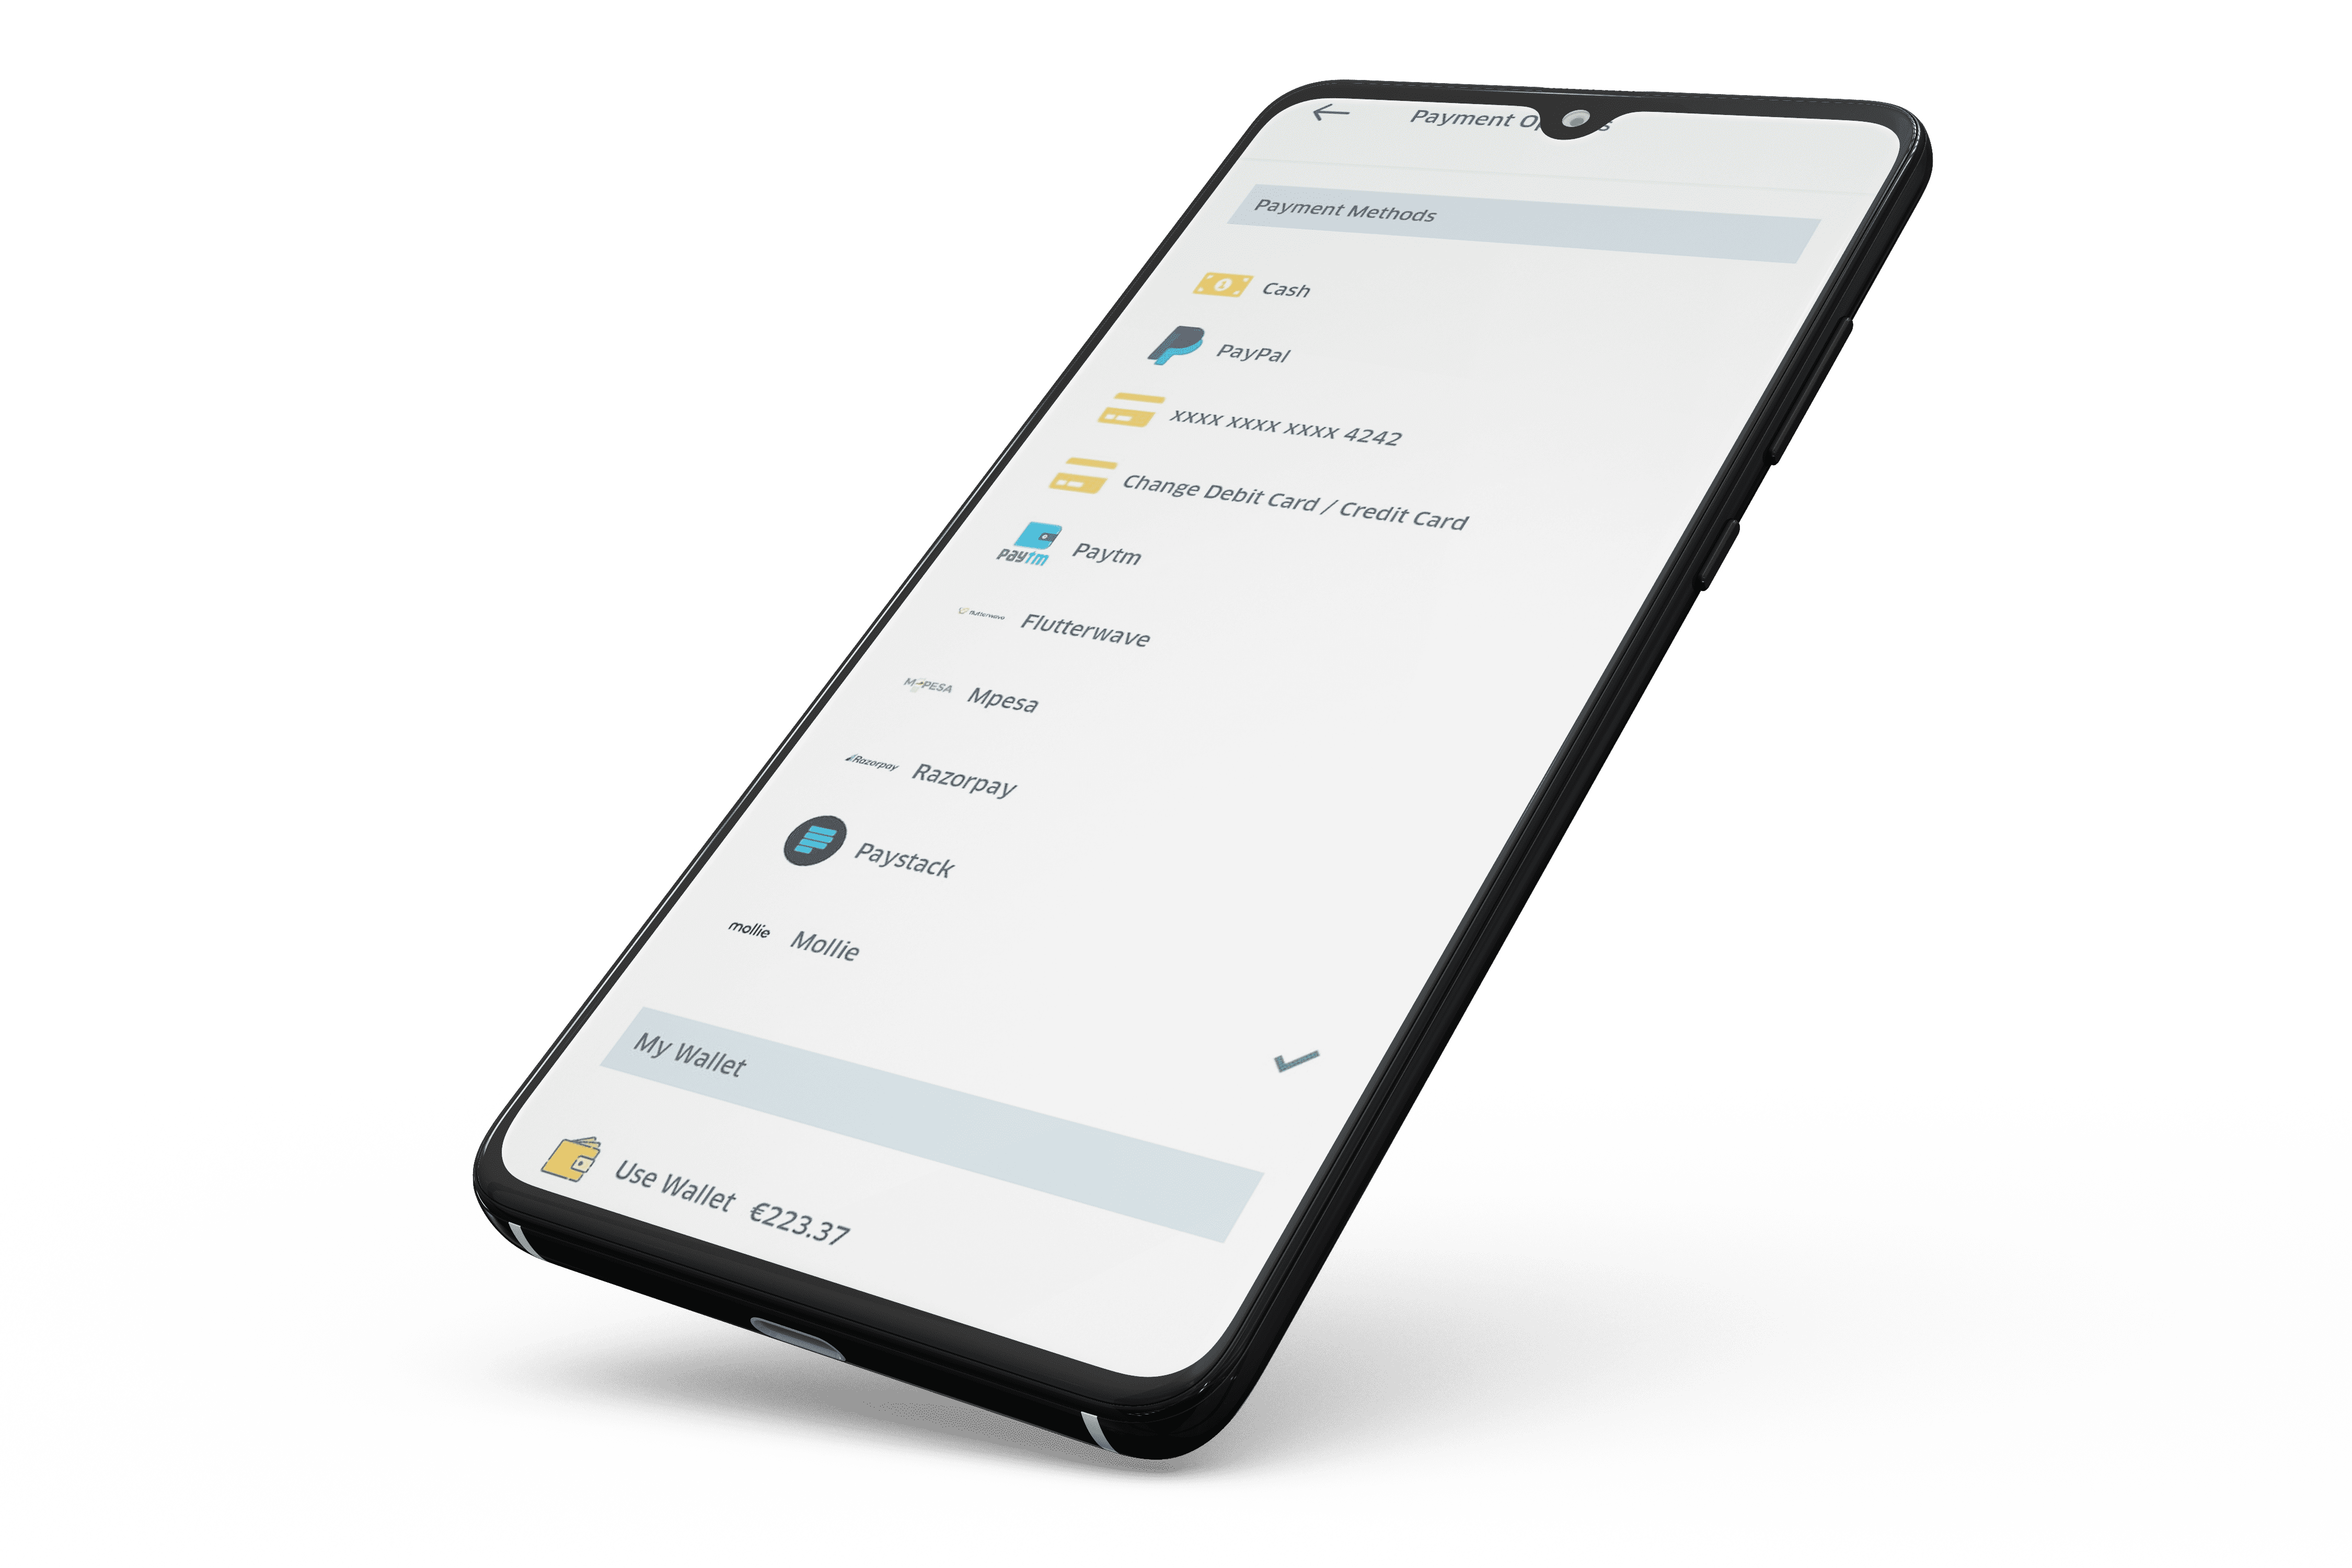 Payment O s
Payment Methods
Cash
PayPal
xxxx xxxx xxxx 4242
Change Debit Card / Credit Card
paytm Paytm
flutterwave Flutterwave
M-PESA Mpesa
Razorpay Razorpay
Paystack
mollie Mollie
My Wallet
Use Wallet €223.37